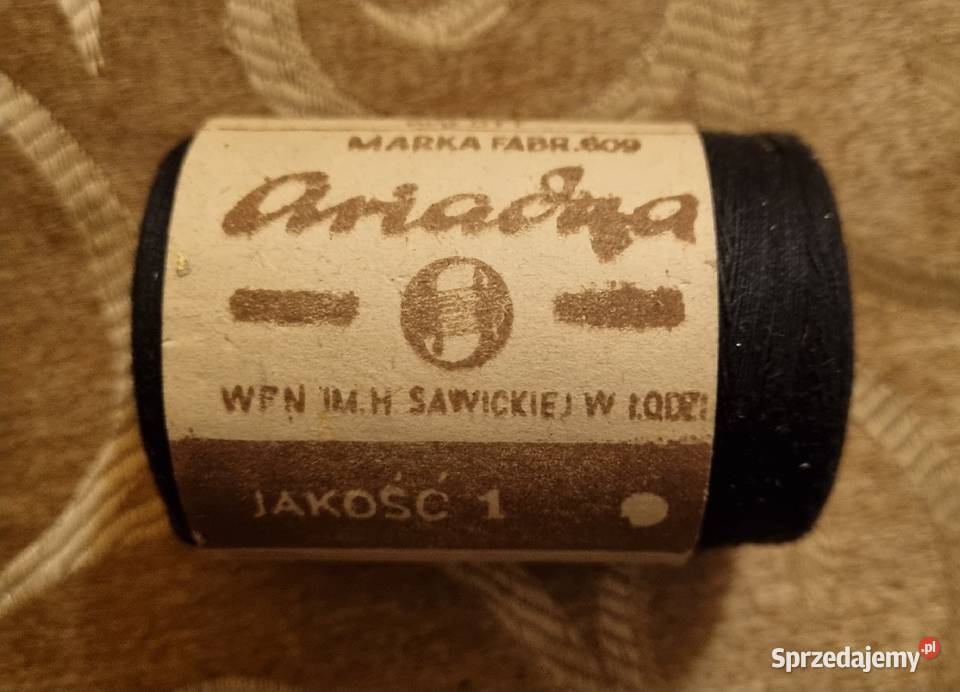 MARKA FABR.609
Ariadna
WFN IM.H SAWICKIEJ W ŁODZI
JAKOŚĆ 1
Sprzedajemy.pl